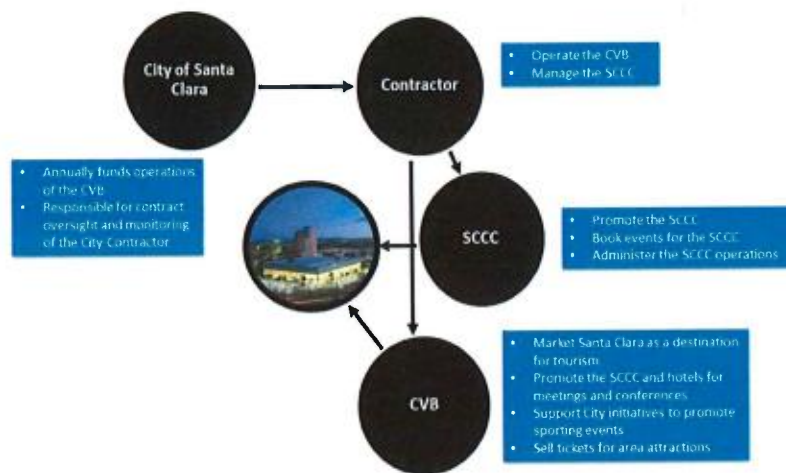 City of Santa
Clara
Contractor
• Operate the CVB
• Manage the SCCC
• Annually funds operations
of the CVB
• Responsible for contract
oversight and monitoring
of the City Contractor
SCCC
• Promote the SCCC
• Book events for the SCCC
• Administer the SCCC operations
CVB
• Market Santa Clara as a destination
for tourism
• Promote the SCCC and hotels for
meetings and conferences
• Support City initiatives to promote
sporting events
• Sell tickets for area attractions